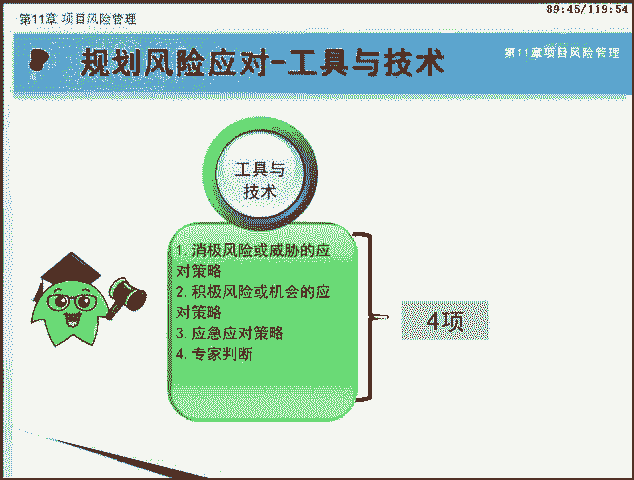 第11章 项目风险管理
89:45/119:54
规划风险应对-工具与技术
第11章项目风险管理
工具与
技术
1. 消极风险或威胁的应
对策略
2. 积极风险或机会的应
对策略
3. 应急应对策略
4. 专家判断
4项